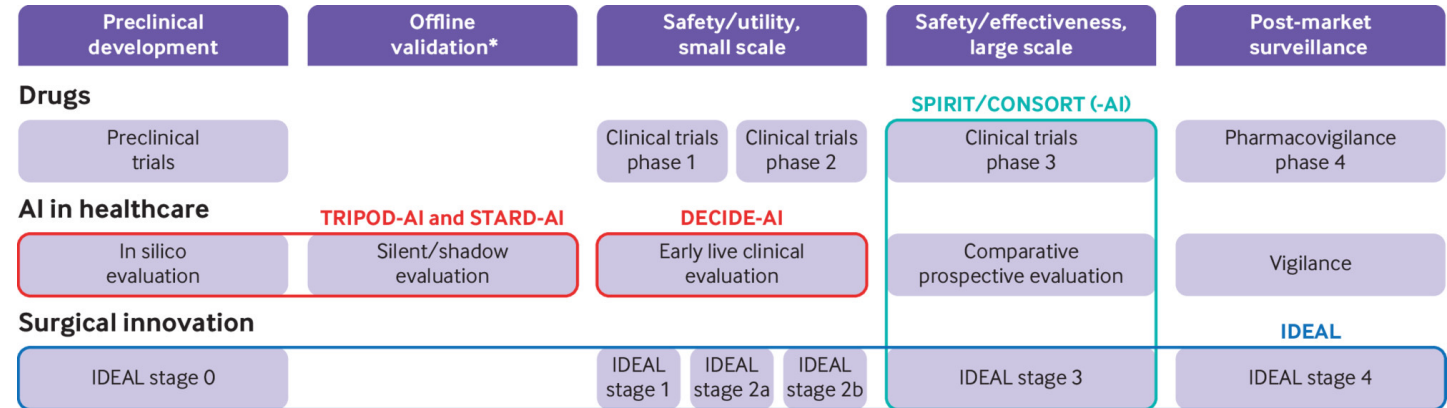 Preclinical
development
Offline
validation*
Safety/utility,
small scale
Safety/effectiveness,
large scale
Post-market
surveillance
Drugs
SPIRIT/CONSORT (-AI)
Preclinical
trials
Clinical trials
phase 1
Clinical trials
phase 2
Clinical trials
phase 3
Pharmacovigilance
phase 4
AI in healthcare
TRIPOD-AI and STARD-AI
DECIDE-AI
In silico
evaluation
Silent/shadow
evaluation
Early live clinical
evaluation
Comparative
prospective evaluation
Vigilance
Surgical innovation
IDEAL
IDEAL stage 0
IDEAL
stage 1
IDEAL
stage 2a
IDEAL
stage 2b
IDEAL stage 3
IDEAL stage 4